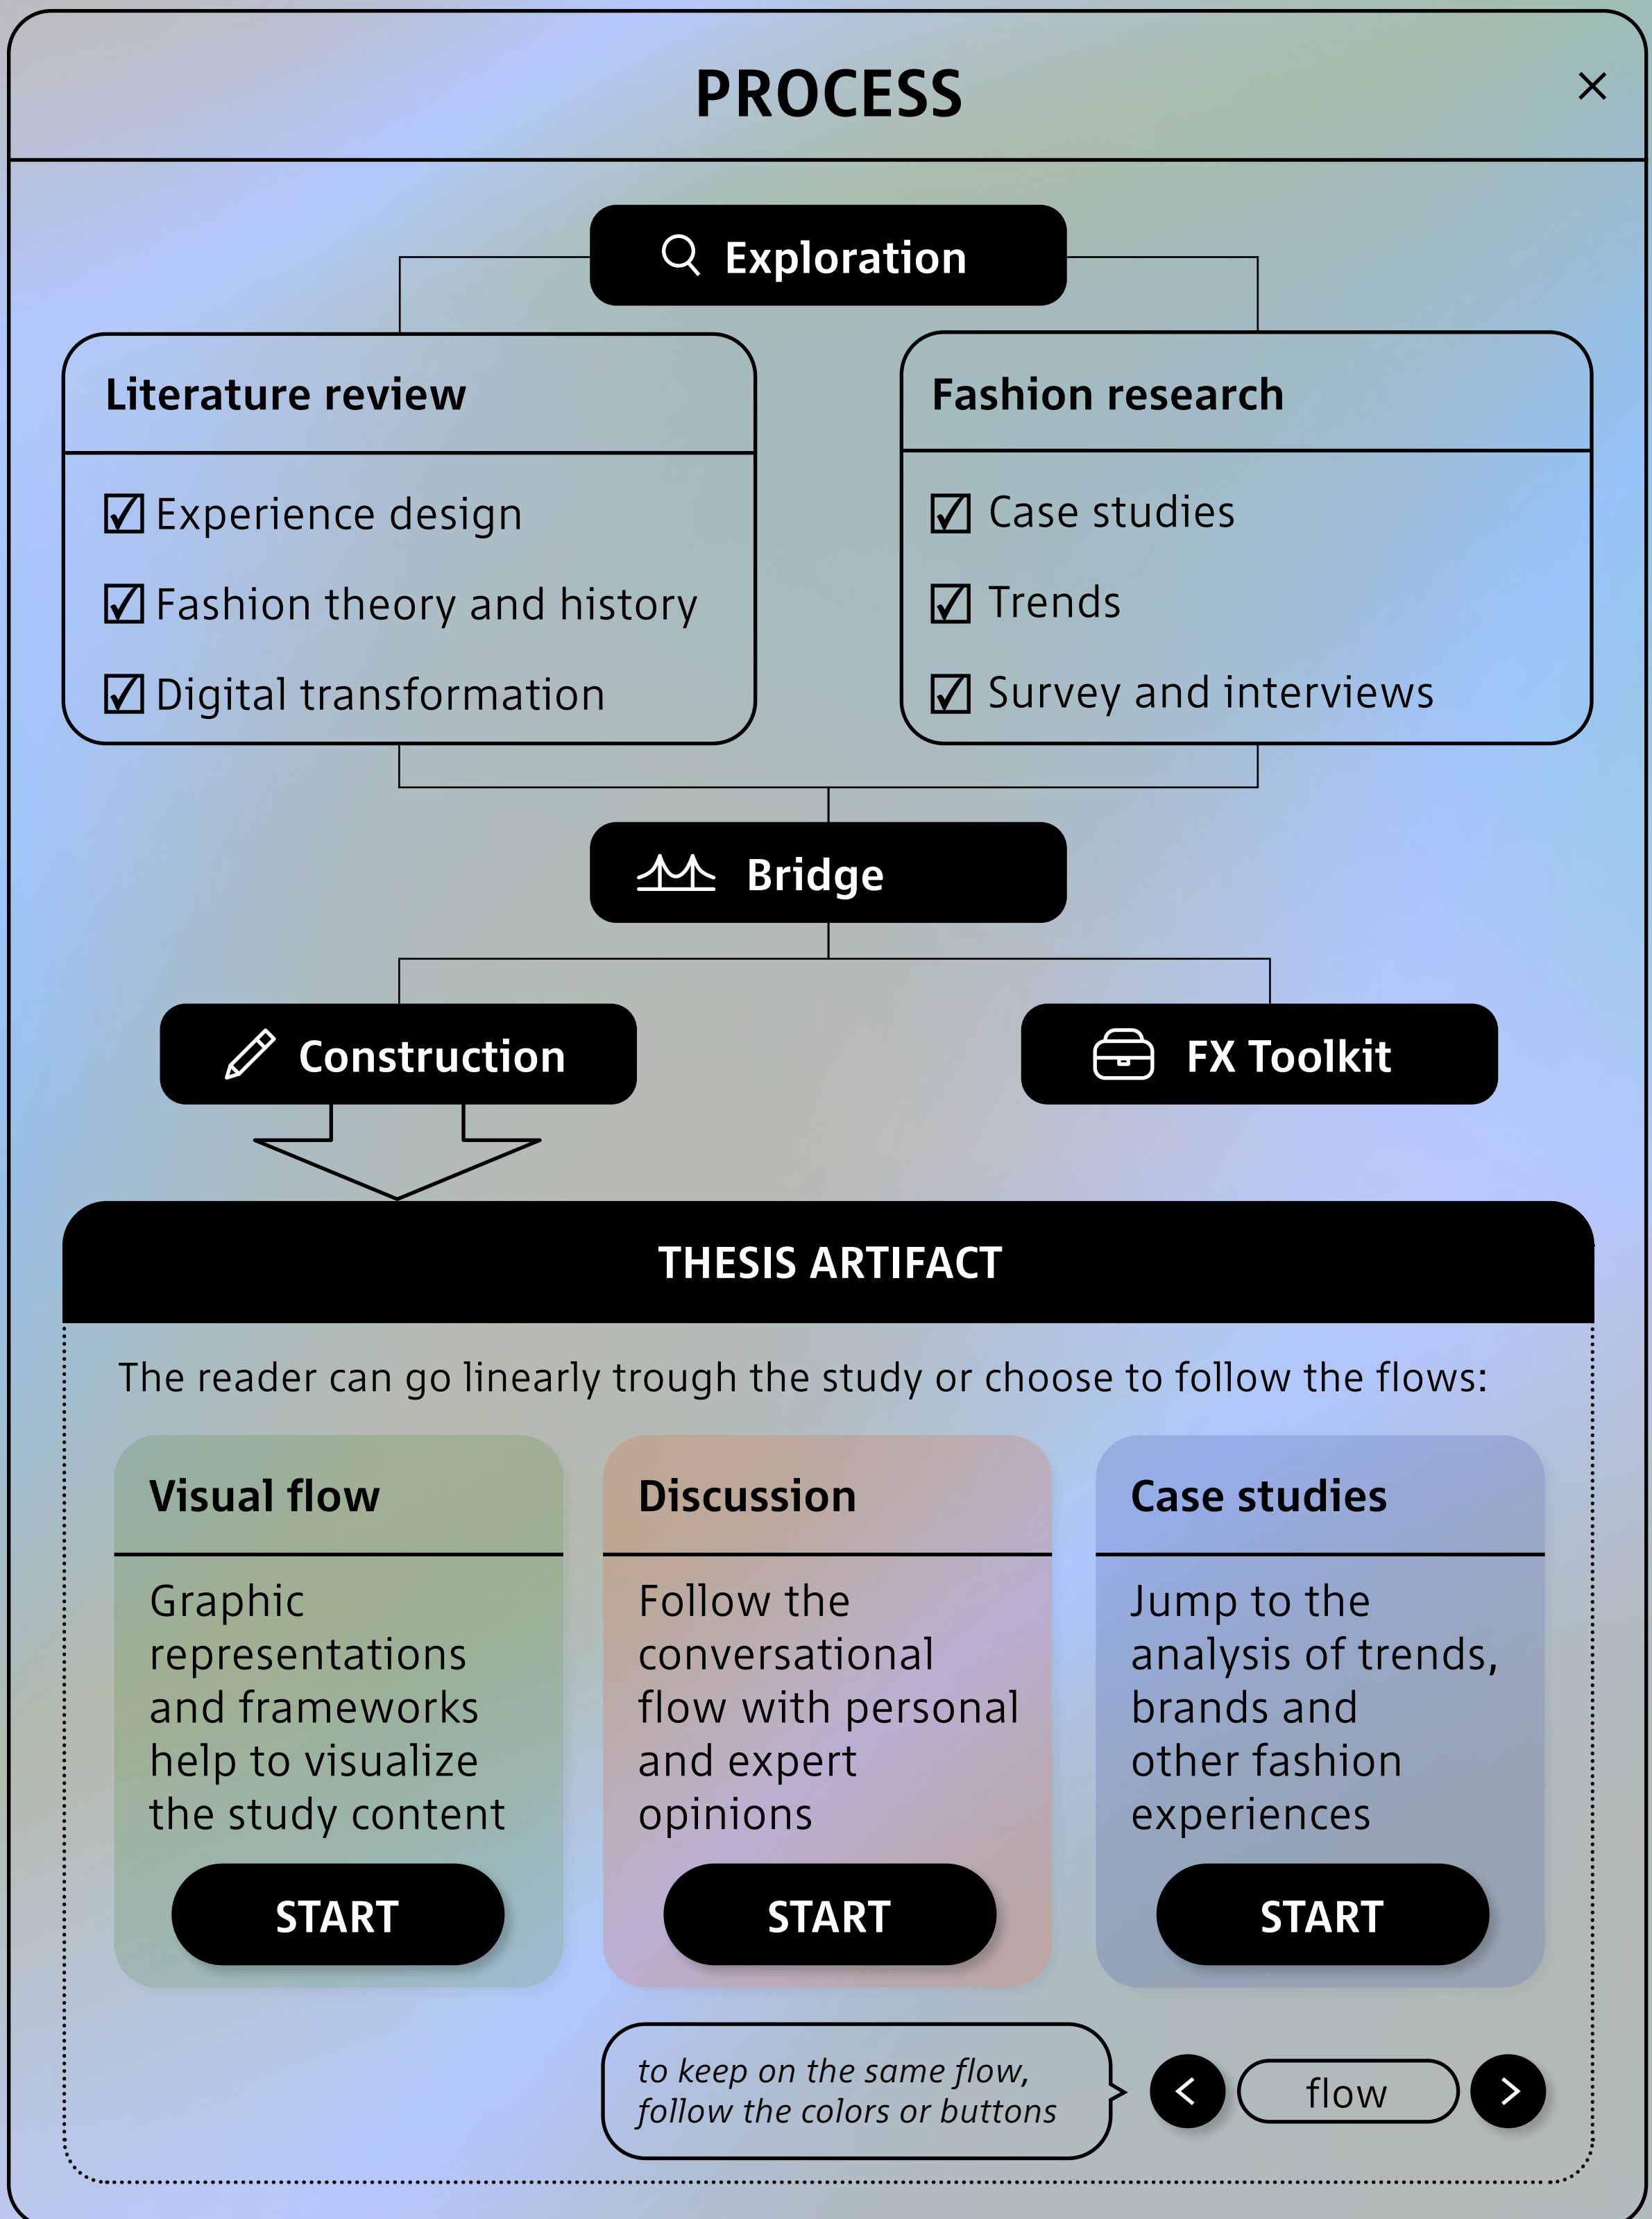 PROCESS
Exploration
Literature review
Experience design
Fashion theory and history
Digital transformation
Fashion research
Case studies
Trends
Survey and interviews
Bridge
Construction
FX Toolkit
THESIS ARTIFACT
The reader can go linearly trough the study or choose to follow the flows:
Visual flow
Graphic
representations
and frameworks
help to visualize
the study content
START
Discussion
Follow the
conversational
flow with personal
and expert
opinions
START
Case studies
Jump to the
analysis of trends,
brands and
other fashion
experiences
START
to keep on the same flow,
follow the colors or buttons
flow